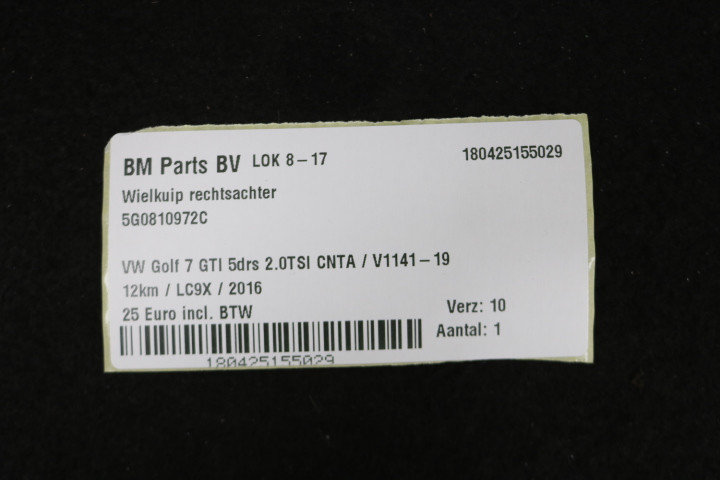 BM Parts BV LOK 8-17 180425155029
Wielkuip rechtsachter
5G0810972C
VW Golf 7 GTI 5drs 2.0TSI CNTA / V1141-19
12km / LC9X / 2016
25 Euro incl. BTW Verz: 10
Aantal: 1
180425155029